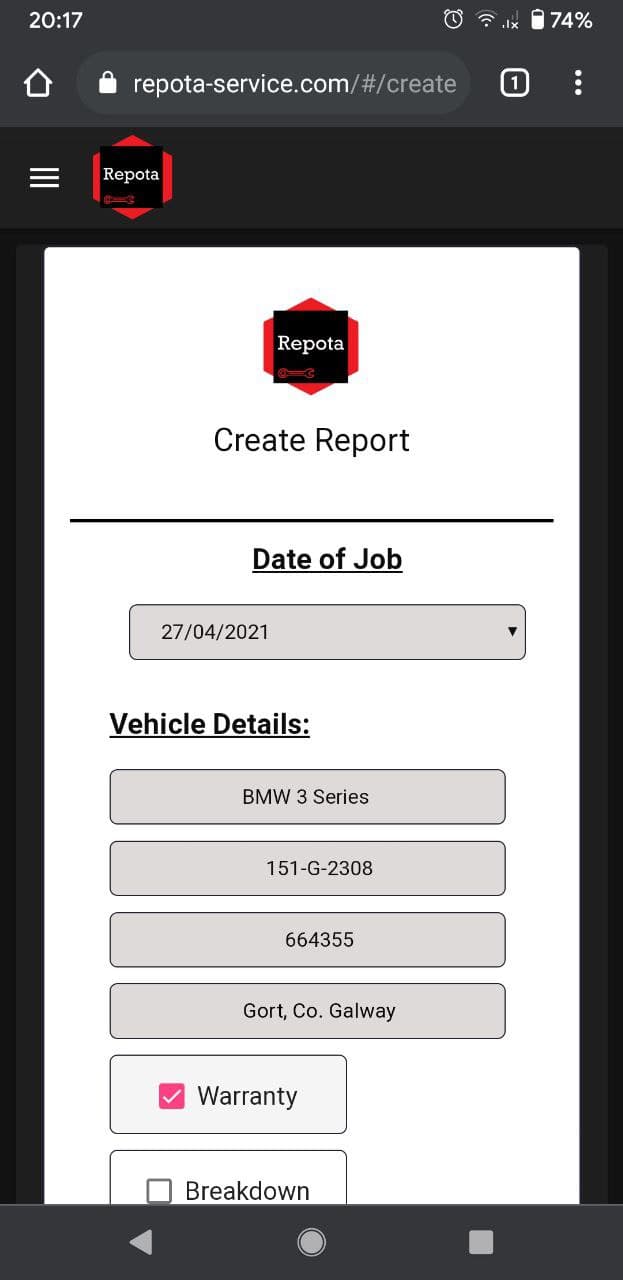 20:17
74%
repota-service.com/#/create
1
Repota
Repota
Create Report
Date of Job
27/04/2021
Vehicle Details:
BMW 3 Series
151-G-2308
664355
Gort, Co. Galway
Warranty
Breakdown